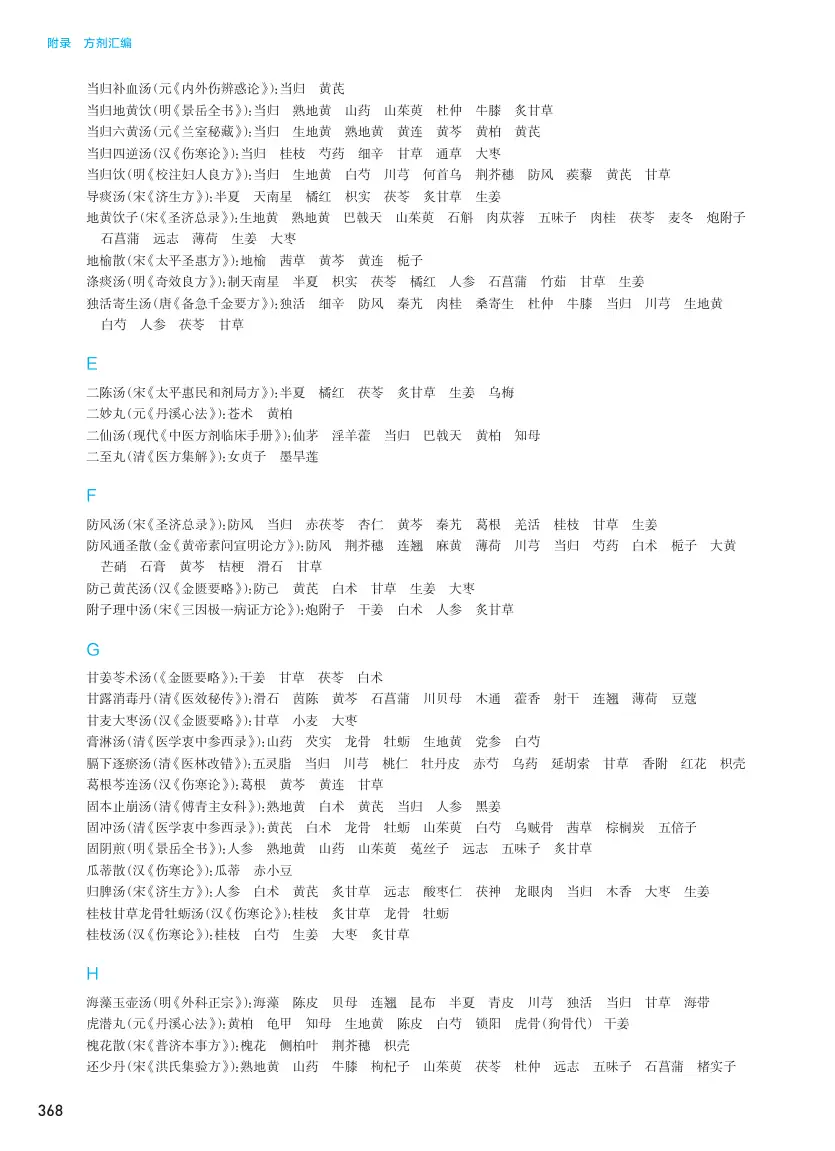 附录　方剂汇编
当归补血汤(元《内外伤辨惑论》):当归　黄芪
当归地黄饮(明《景岳全书》):当归　熟地黄　山药　山茱萸　杜仲　牛膝　炙甘草
当归六黄汤(元《兰室秘藏》):当归　生地黄　熟地黄　黄连　黄芩　黄柏　黄芪
当归四逆汤(汉《伤寒论》):当归　桂枝　芍药　细辛　甘草　通草　大枣
当归饮(明《校注妇人良方》):当归　生地黄　白芍　川芎　何首乌　荆芥穗　防风　蒺藜　黄芪　甘草
导痰汤(宋《济生方》):半夏　天南星　橘红　枳实　茯苓　炙甘草　生姜
地黄饮子(宋《圣济总录》):生地黄　熟地黄　巴戟天　山茱萸　石斛　肉苁蓉　五味子　肉桂　茯苓　麦冬　炮附子
石菖蒲　远志　薄荷　生姜　大枣
地榆散(宋《太平圣惠方》):地榆　茜草　黄芩　黄连　栀子
涤痰汤(明《奇效良方》):制天南星　半夏　枳实　茯苓　橘红　人参　石菖蒲　竹茹　甘草　生姜
独活寄生汤(唐《备急千金要方》):独活　细辛　防风　秦艽　肉桂　桑寄生　杜仲　牛膝　当归　川芎　生地黄
白芍　人参　茯苓　甘草
E
二陈汤(宋《太平惠民和剂局方》):半夏　橘红　茯苓　炙甘草　生姜　乌梅
二妙丸(元《丹溪心法》):苍术　黄柏
二仙汤(现代《中医方剂临床手册》):仙茅　淫羊藿　当归　巴戟天　黄柏　知母
二至丸(清《医方集解》):女贞子　墨旱莲
F
防风汤(宋《圣济总录》):防风　当归　赤茯苓　杏仁　黄芩　秦艽　葛根　羌活　桂枝　甘草　生姜
防风通圣散(金《黄帝素问宣明论方》):防风　荆芥穗　连翘　麻黄　薄荷　川芎　当归　芍药　白术　栀子　大黄
芒硝　石膏　黄芩　桔梗　滑石　甘草
防己黄芪汤(汉《金匮要略》):防己　黄芪　白术　甘草　生姜　大枣
附子理中汤(宋《三因极一病证方论》):炮附子　干姜　白术　人参　炙甘草
G
甘姜苓术汤(《金匮要略》):干姜　甘草　茯苓　白术
甘露消毒丹(清《医效秘传》):滑石　茵陈　黄芩　石菖蒲　川贝母　木通　藿香　射干　连翘　薄荷　豆蔻
甘麦大枣汤(汉《金匮要略》):甘草　小麦　大枣
膏淋汤(清《医学衷中参西录》):山药　芡实　龙骨　牡蛎　生地黄　党参　白芍
膈下逐瘀汤(清《医林改错》):五灵脂　当归　川芎　桃仁　牡丹皮　赤芍　乌药　延胡索　甘草　香附　红花　枳壳
葛根芩连汤(汉《伤寒论》):葛根　黄芩　黄连　甘草
固本止崩汤(清《傅青主女科》):熟地黄　白术　黄芪　当归　人参　黑姜
固冲汤(清《医学衷中参西录》):黄芪　白术　龙骨　牡蛎　山茱萸　白芍　乌贼骨　茜草　棕榈炭　五倍子
固阴煎(明《景岳全书》):人参　熟地黄　山药　山茱萸　菟丝子　远志　五味子　炙甘草
瓜蒂散(汉《伤寒论》):瓜蒂　赤小豆
归脾汤(宋《济生方》):人参　白术　黄芪　炙甘草　远志　酸枣仁　茯神　龙眼肉　当归　木香　大枣　生姜
桂枝甘草龙骨牡蛎汤(汉《伤寒论》):桂枝　炙甘草　龙骨　牡蛎
桂枝汤(汉《伤寒论》):桂枝　白芍　生姜　大枣　炙甘草
H
海藻玉壶汤(明《外科正宗》):海藻　陈皮　贝母　连翘　昆布　半夏　青皮　川芎　独活　当归　甘草　海带
虎潜丸(元《丹溪心法》):黄柏　龟甲　知母　生地黄　陈皮　白芍　锁阳　虎骨(狗骨代)　干姜
槐花散(宋《普济本事方》):槐花　侧柏叶　荆芥穗　枳壳
还少丹(宋《洪氏集验方》):熟地黄　山药　牛膝　枸杞子　山茱萸　茯苓　杜仲　远志　五味子　石菖蒲　楮实子
368